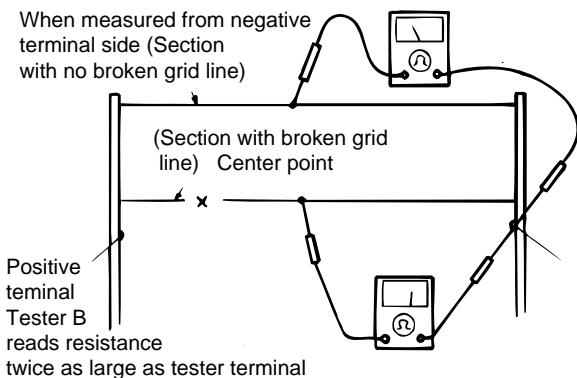 When measured from negative
terminal side (Section
with no broken grid line)
(Section with broken grid
line) Center point
Positive
teminal
Tester B
reads resistance
twice as large as tester terminal
Ω
Ω